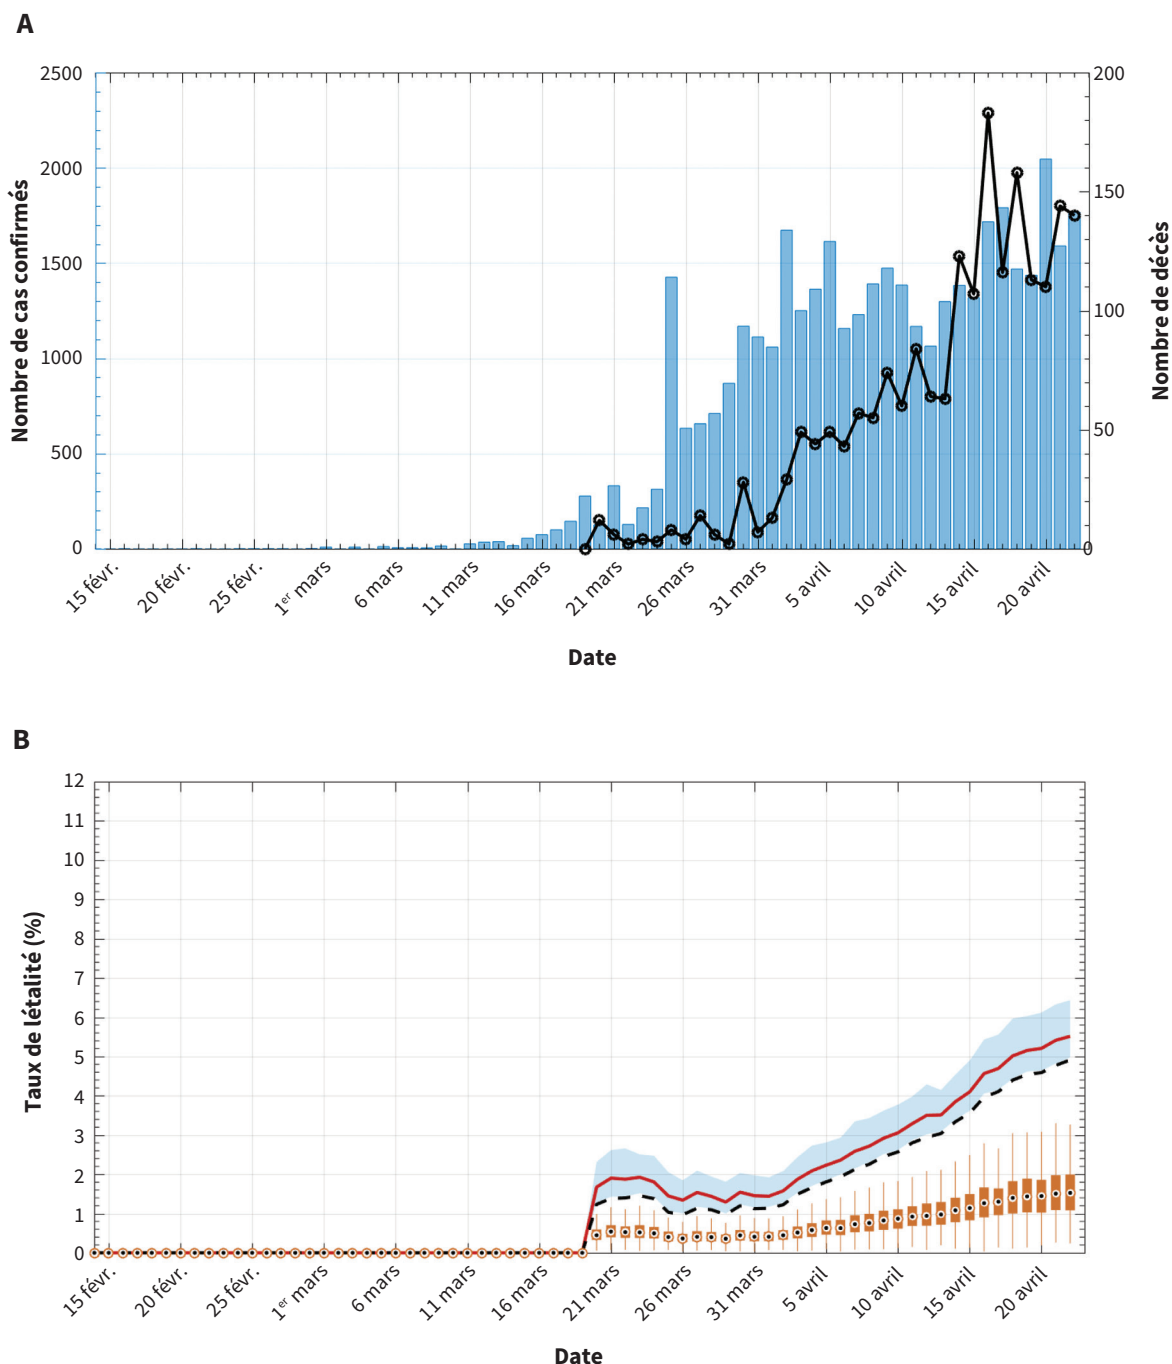 A
2500
2000
1500
1000
500
0
200
150
100
50
0
Nombre de cas confirmés
Nombre de décès
15 févr.
20 févr.
25 févr.
1er mars
6 mars
11 mars
16 mars
21 mars
26 mars
31 mars
5 avril
10 avril
15 avril
20 avril
Date
B
12
11
10
9
8
7
6
5
4
3
2
1
0
Taux de létalité (%)
15 févr.
20 févr.
25 févr.
1er mars
6 mars
11 mars
16 mars
21 mars
26 mars
31 mars
5 avril
10 avril
15 avril
20 avril
Date